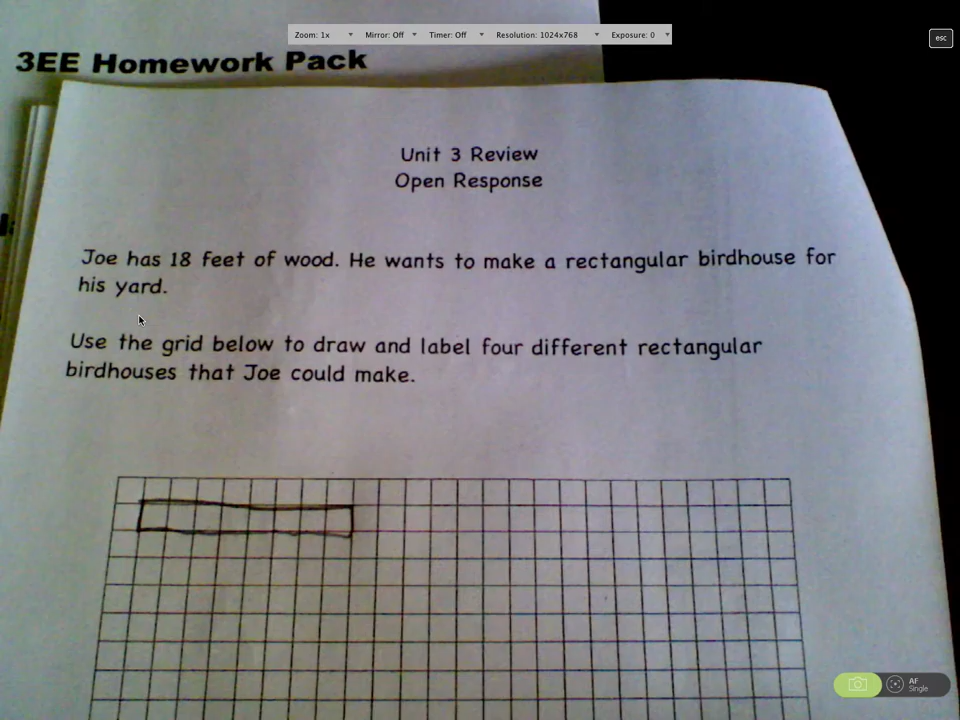 Zoom: 1x Mirror: Off Timer: Off Resolution: 1024x768 Exposure: 0
esc
3EE Homework Pack
Unit 3 Review
Open Response
Joe has 18 feet of wood. He wants to make a rectangular birdhouse for
his yard.
Use the grid below to draw and label four different rectangular
birdhouses that Joe could make.
AF
Single